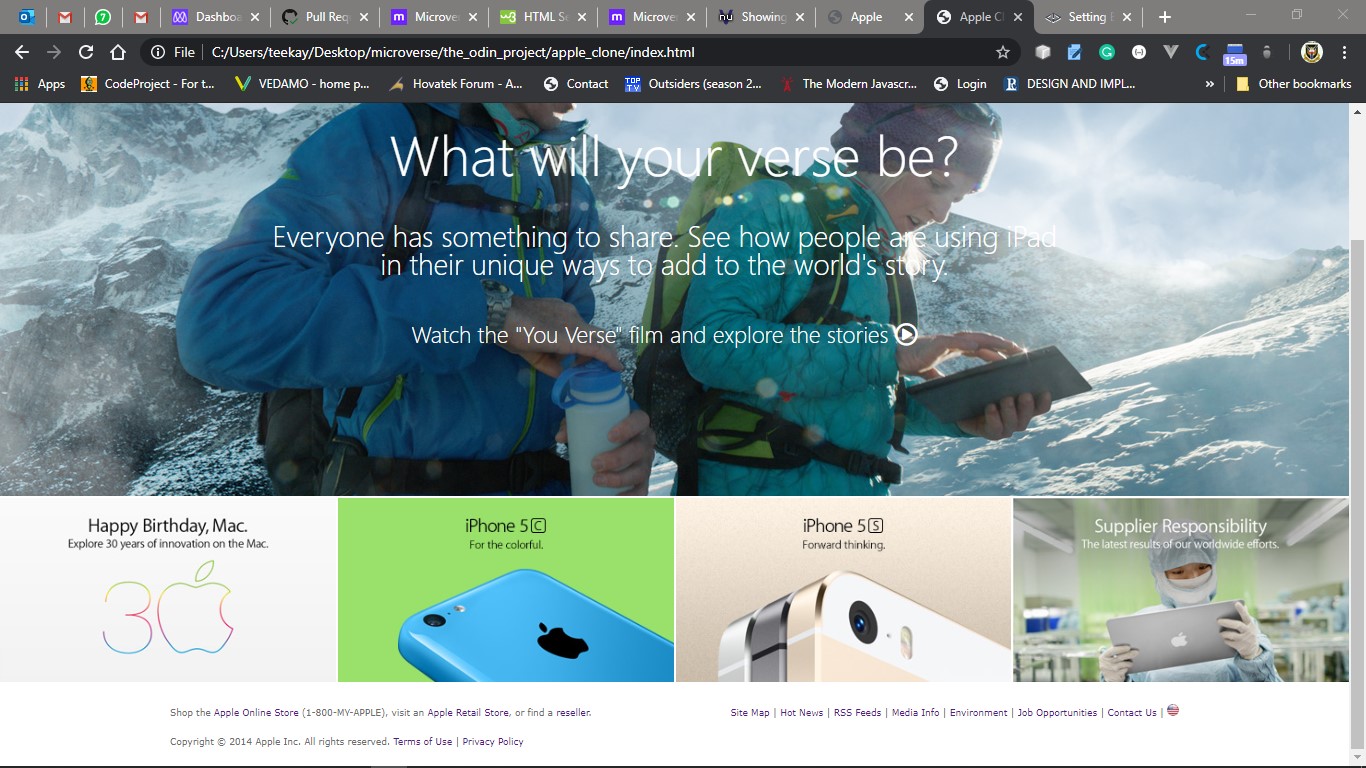 Dashboa
Pull Req
Microver
HTML Se
Microver
Showing
Apple
Apple Cl
Setting
File
C:/Users/teekay/Desktop/microverse/the_odin_project/apple_clone/index.html
15m
Apps
CodeProject - For t...
VEDAMO - home p...
Hovatek Forum - A...
Contact
Outsiders (season 2...
The Modern Javascr...
Login
DESIGN AND IMPL...
»
Other bookmarks
What will your verse be?
Everyone has something to share. See how people are using iPad
in their unique ways to add to the world's story.
Watch the "You Verse" film and explore the stories
Happy Birthday, Mac.
Explore 30 years of innovation on the Mac.
30
iPhone 5 C
For the colorful.
iPhone 5 S
Forward thinking.
Supplier Responsibility
The latest results of our worldwide efforts.
Shop the Apple Online Store (1-800-MY-APPLE), visit an Apple Retail Store, or find a reseller.
Site Map | Hot News | RSS Feeds | Media Info | Environment | Job Opportunities | Contact Us |
Copyright © 2014 Apple Inc. All rights reserved. Terms of Use | Privacy Policy